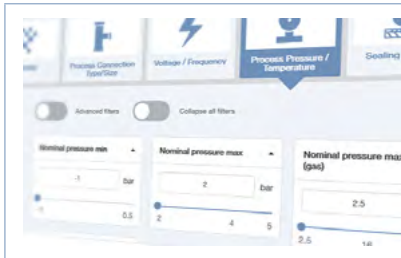 Process Connection
Type/Size
Voltage / Frequency
Process Pressure /
Temperature
Sealing
Advanced filters
Collapse all filters
Nominal pressure min
-1
bar
-1
0.5
Nominal pressure max
2
bar
2
4
5
Nominal pressure max
(gas)
2.5
2.5
16